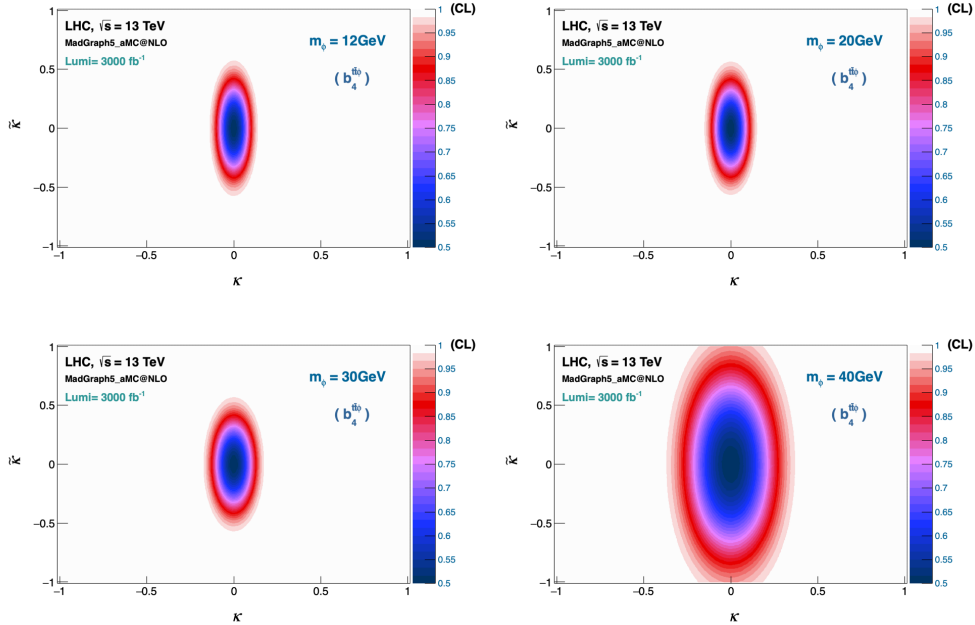 (CL)
LHC, √s = 13 TeV
MadGraph5_aMC@NLO
Lumi= 3000 fb⁻¹
m_ϕ = 12GeV
( b₄^{tt̄ϕ} )
1
0.5
0
−0.5
−1
κ̃
−1 −0.5 0 0.5 1
κ
1
0.95
0.9
0.85
0.8
0.75
0.7
0.65
0.6
0.55
0.5
(CL)
LHC, √s = 13 TeV
MadGraph5_aMC@NLO
Lumi= 3000 fb⁻¹
m_ϕ = 20GeV
( b₄^{tt̄ϕ} )
1
0.5
0
−0.5
−1
κ̃
−1 −0.5 0 0.5 1
κ
1
0.95
0.9
0.85
0.8
0.75
0.7
0.65
0.6
0.55
0.5
(CL)
LHC, √s = 13 TeV
MadGraph5_aMC@NLO
Lumi= 3000 fb⁻¹
m_ϕ = 30GeV
( b₄^{tt̄ϕ} )
1
0.5
0
−0.5
−1
κ̃
−1 −0.5 0 0.5 1
κ
1
0.95
0.9
0.85
0.8
0.75
0.7
0.65
0.6
0.55
0.5
(CL)
LHC, √s = 13 TeV
MadGraph5_aMC@NLO
Lumi= 3000 fb⁻¹
m_ϕ = 40GeV
( b₄^{tt̄ϕ} )
1
0.5
0
−0.5
−1
κ̃
−1 −0.5 0 0.5 1
κ
1
0.95
0.9
0.85
0.8
0.75
0.7
0.65
0.6
0.55
0.5